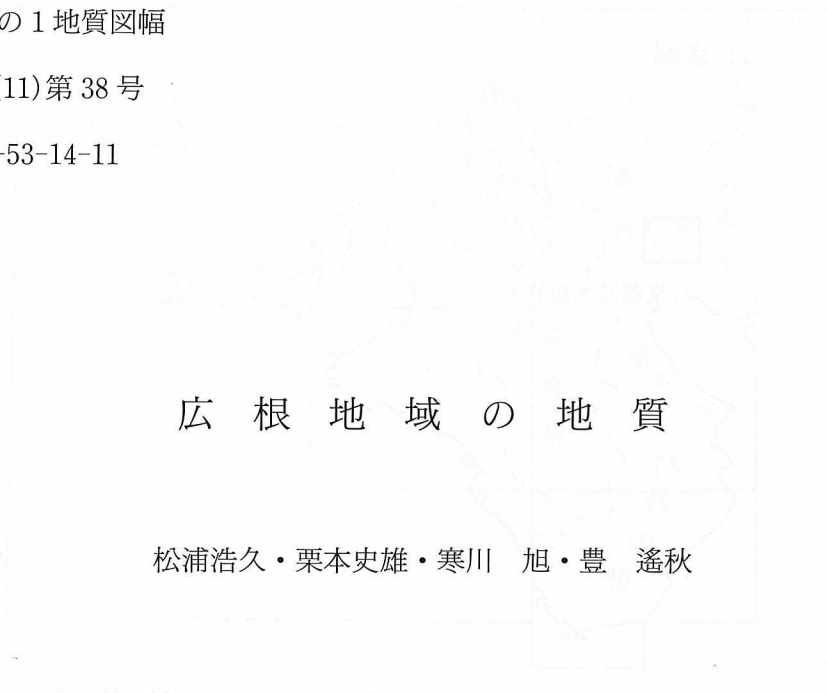 の1地質図幅
(11)第38号
-53-14-11
広根地域の地質
松浦浩久・栗本史雄・寒川 旭・豊 遙秋